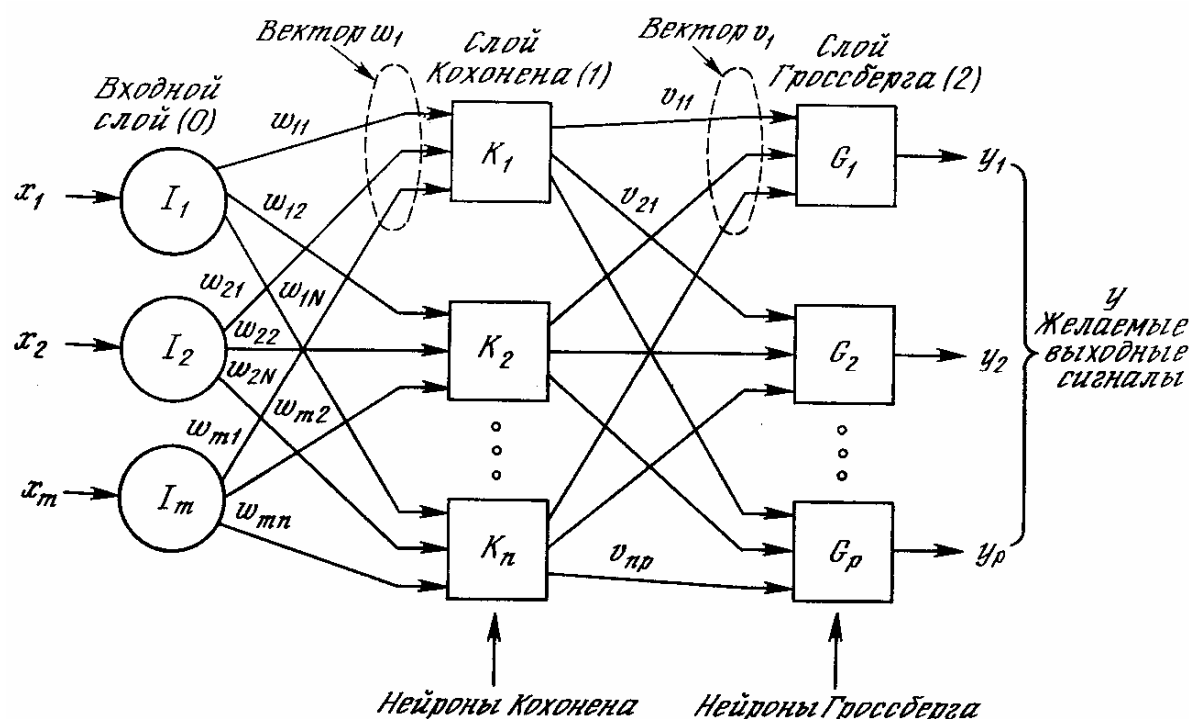 Вектор w₁
Слой
Кохонена (1)
Вектор v₁
Слой
Гроссберга (2)
Входной
слой (0)
w₁₁
v₁₁
x₁
I₁
K₁
G₁
y₁
w₁₂
v₂₁
w₂₁
w₁N
y
Желаемые
выходные
сигналы
x₂
I₂
w₂₂
K₂
G₂
y₂
w₂N
wm₁
wm₂
xm
Im
wmn
Kn
vnp
Gp
yp
Нейроны Кохонена
Нейроны Гроссберга